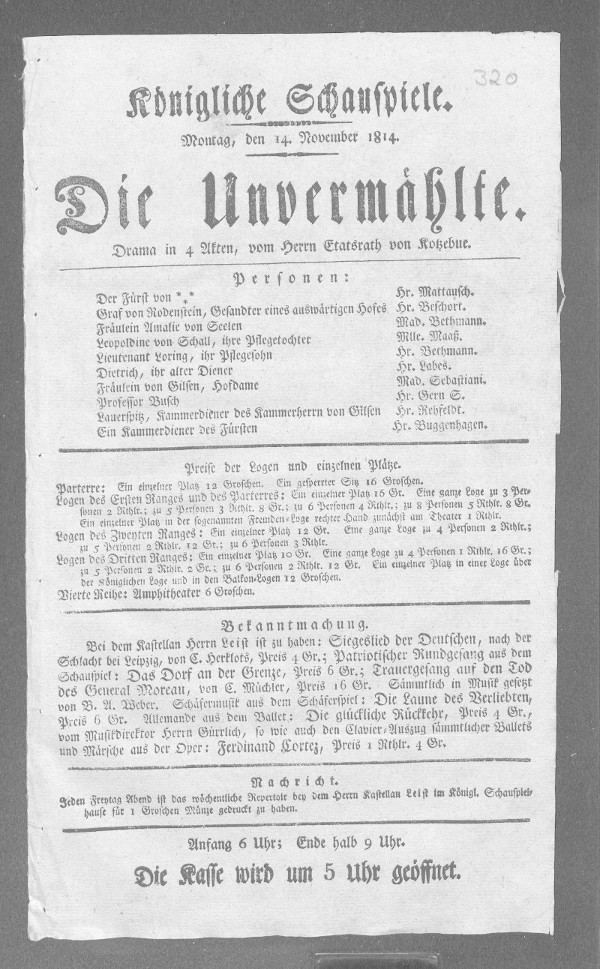 320
Königliche Schauspiele.
Montag, den 14. November 1814.
Die Unvermählte.
Drama in 4 Akten, vom Herrn Etatsrath von Kotzebue.
Personen:
Der Fürst von *,* Hr. Mattausch.
Graf von Rodenstein, Gesandter eines auswärtigen Hofes Hr. Beschort.
Fräulein Amalie von Seelen Mad. Bethmann.
Leopoldine von Schall, ihre Pflegetochter Mlle. Maaß.
Lieutenant Loring, ihr Pflegesohn Hr. Bethmann.
Dietrich, ihr alter Diener Hr. Labes.
Fräulein von Gilsen, Hofdame Mad. Sebastiani.
Professor Busch Hr. Gern S.
Lauerspitz, Kammerdiener des Kammerherrn von Gilsen Hr. Rehfeldt.
Ein Kammerdiener des Fürsten Hr. Buggenhagen.
Preise der Logen und einzelnen Plätze.
Parterre: Ein einzelner Platz 12 Groschen. Ein gesperrter Sitz 16 Groschen.
Logen des Ersten Ranges und des Parterres: Ein einzelner Platz 16 Gr. Eine ganze Loge zu 3 Per-
sonen 2 Rthlr.; zu 5 Personen 3 Rthlr. 8 Gr.; zu 6 Personen 4 Rthlr.; zu 8 Personen 5 Rthlr. 8 Gr.
Ein einzelner Platz in der sogenannten Fremden-Loge rechter Hand zunächst am Theater 1 Rthlr.
Logen des Zweyten Ranges: Ein einzelner Platz 12 Gr. Eine ganze Loge zu 4 Personen 2 Rthlr.;
zu 5 Personen 2 Rthlr. 12 Gr.; zu 6 Personen 3 Rthlr.
Logen des Dritten Ranges: Ein einzelner Platz 10 Gr. Eine ganze Loge zu 4 Personen 1 Rthlr. 16 Gr.;
zu 5 Personen 2 Rthlr. 2 Gr.; zu 6 Personen 2 Rthlr. 12 Gr. Ein einzelner Platz in einer Loge über
der Königlichen Loge und in den Balkon-Logen 12 Groschen.
Vierte Reihe: Amphitheater 6 Groschen.
Bekanntmachung.
Bei dem Kastellan Herrn Leist ist zu haben: Siegeslied der Deutschen, nach der
Schlacht bei Leipzig, von C. Herklots, Preis 4 Gr.; Patriotischer Rundgesang aus dem
Schauspiel: Das Dorf an der Grenze, Preis 6 Gr.; Trauergesang auf den Tod
des General Moreau, von C. Müchler, Preis 16 Gr. Sämmtlich in Musik gesetzt
von B. A. Weber. Schäfermusik aus dem Schäferspiel: Die Laune des Verliebten,
Preis 6 Gr. Allemande aus dem Ballet: Die glückliche Rückkehr, Preis 4 Gr.,
vom Musikdirector Herrn Gürrlich, so wie auch den Clavier-Auszug sämmtlicher Ballets
und Märsche aus der Oper: Ferdinand Cortez, Preis 1 Rthlr. 4 Gr.
Nachricht.
Jeden Freytag Abend ist das wöchentliche Repertoir bey dem Herrn Kastellan Leist im Königl. Schauspiel-
hause für 1 Groschen Münze gedruckt zu haben.
Anfang 6 Uhr; Ende halb 9 Uhr.
Die Kasse wird um 5 Uhr geöffnet.